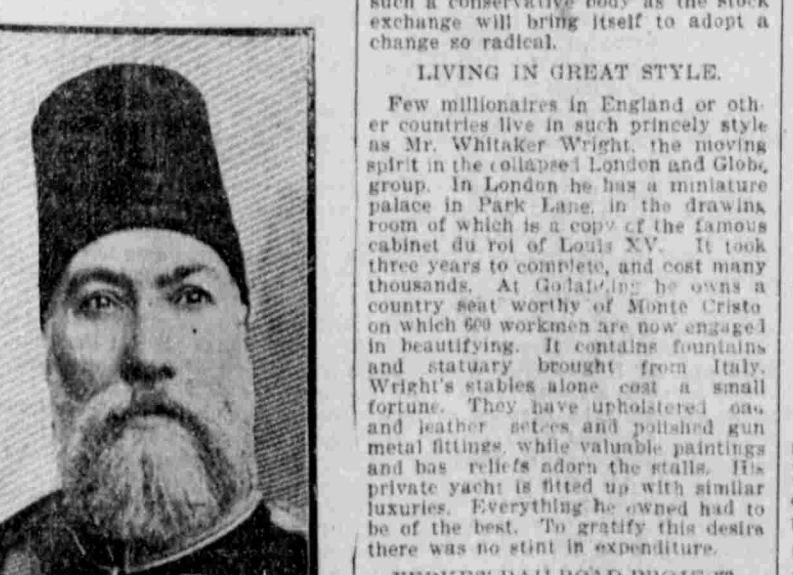 such a conservative body as the stock
exchange will bring itself to adopt a
change so radical.
LIVING IN GREAT STYLE.
Few millionaires in England or oth-
er countries live in such princely style
as Mr. Whitaker Wright, the moving
spirit in the collapsed London and Globe
group. In London he has a miniature
palace in Park Lane, in the drawing
room of which is a copy of the famous
cabinet du roi of Louis XV. It took
three years to complete, and cost many
thousands. At Godalming he owns a
country seat worthy of Monte Cristo
on which 600 workmen are now engaged
in beautifying. It contains fountains
and statuary brought from Italy.
Wright's stables alone cost a small
fortune. They have upholstered oak
and leather setees and polished gun
metal fittings, while valuable paintings
and bas reliefs adorn the stalls. His
private yacht is fitted up with similar
luxuries. Everything he owned had to
be of the best. To gratify this desire
there was no stint in expenditure.
RAILROAD